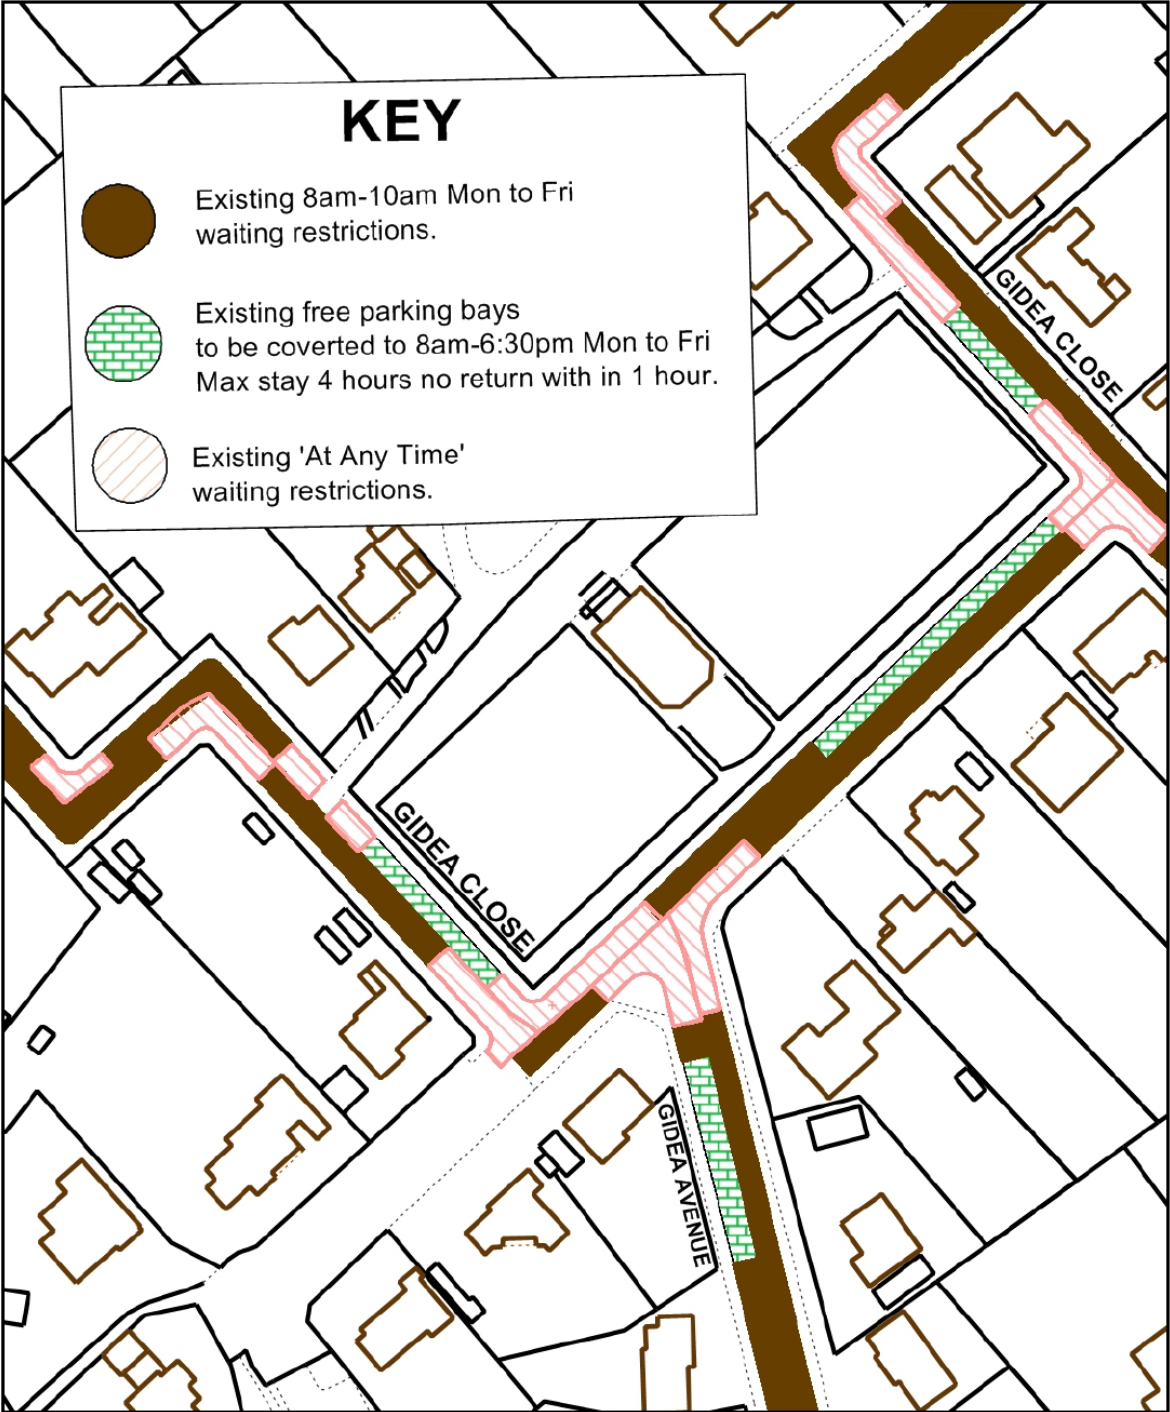 KEY
Existing 8am-10am Mon to Fri
waiting restrictions.
Existing free parking bays
to be coverted to 8am-6:30pm Mon to Fri
Max stay 4 hours no return with in 1 hour.
Existing 'At Any Time'
waiting restrictions.
GIDEA CLOSE
GIDEA CLOSE
GIDEA AVENUE